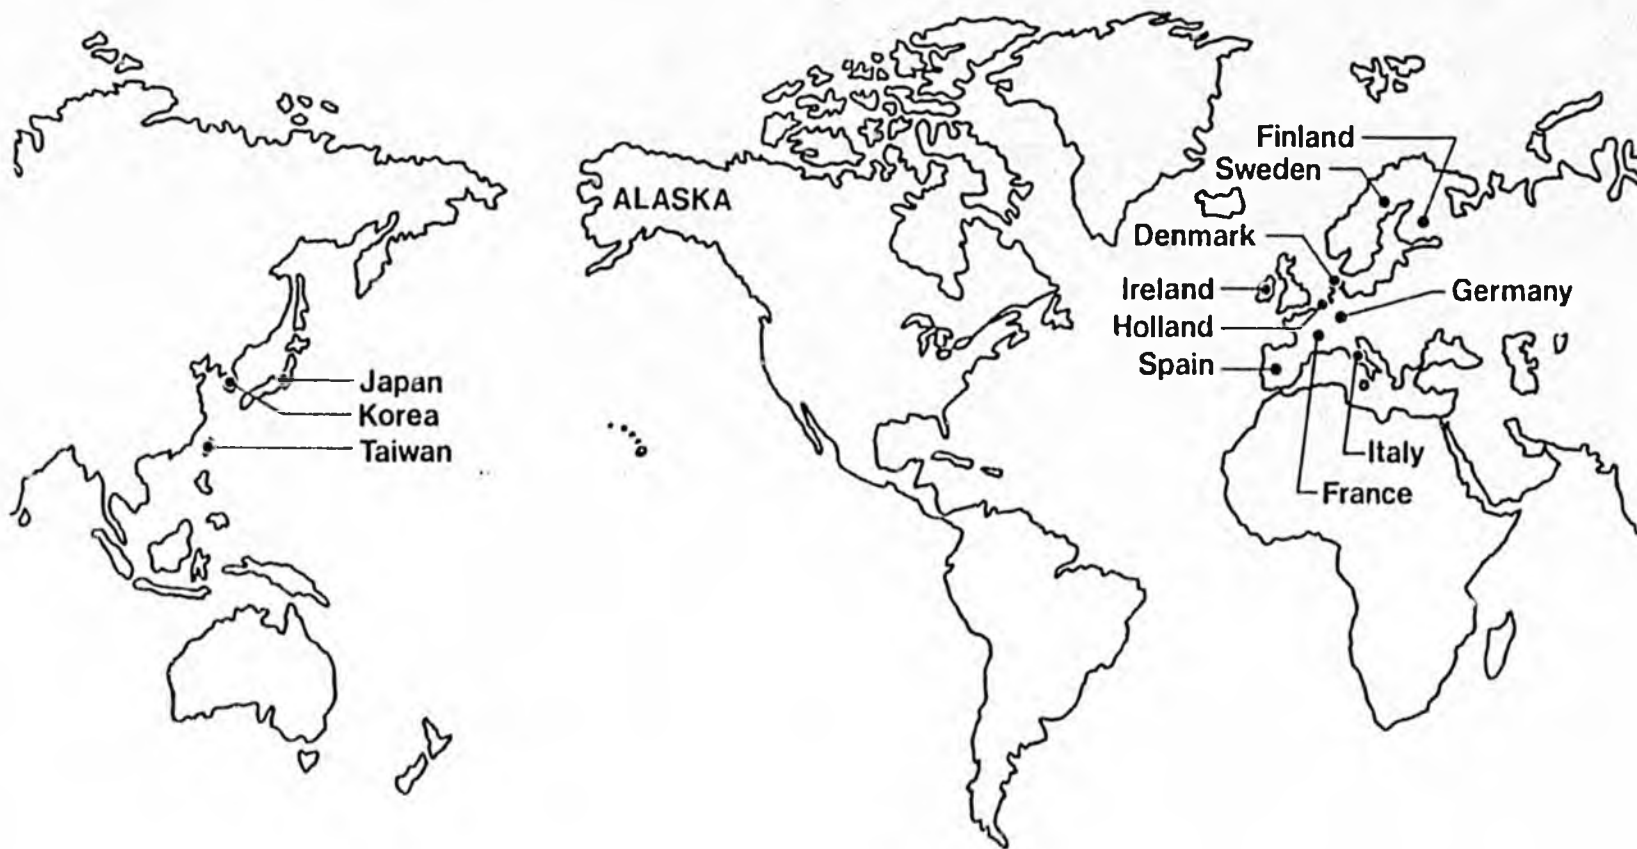 Finland
Sweden
ALASKA
Denmark
Ireland
Germany
Holland
Spain
Japan
Korea
Taiwan
Italy
France